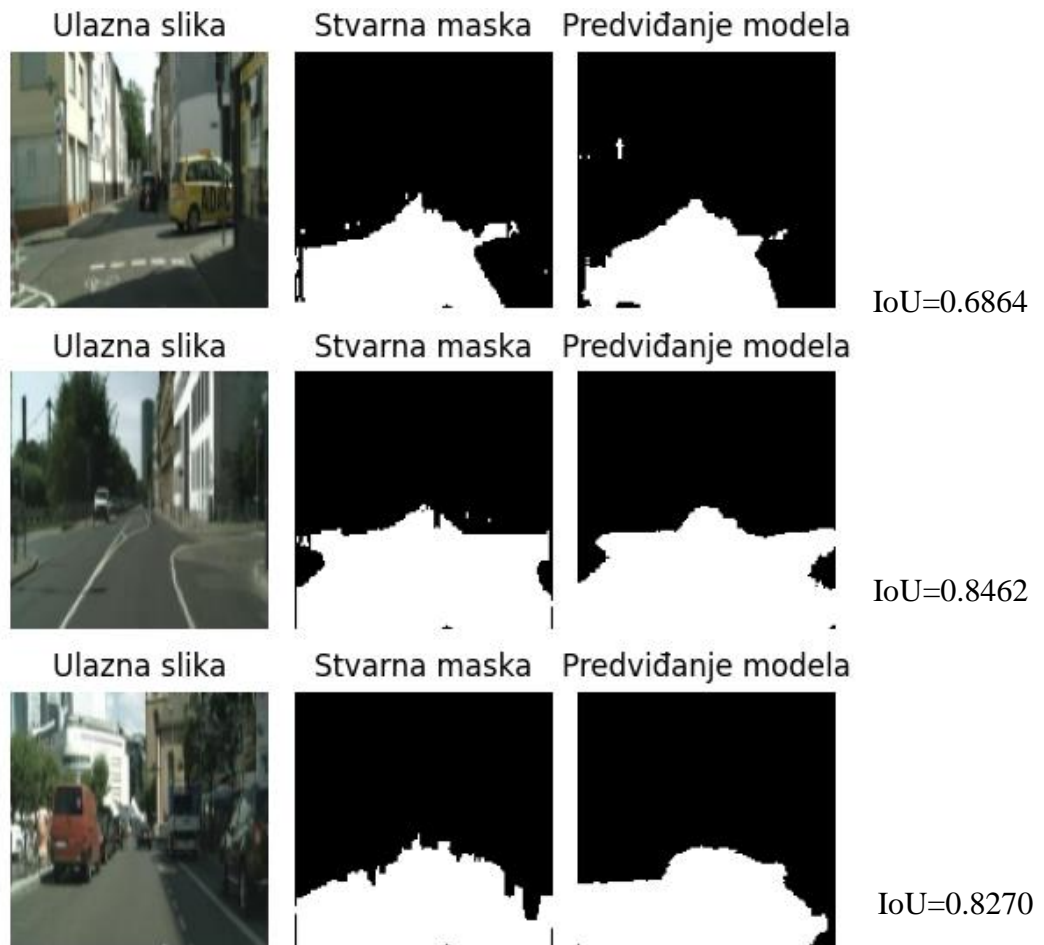 Ulazna slika Stvarna maska Predviđanje modela
ADAC
IoU=0.6864
Ulazna slika Stvarna maska Predviđanje modela
IoU=0.8462
Ulazna slika Stvarna maska Predviđanje modela
IoU=0.8270